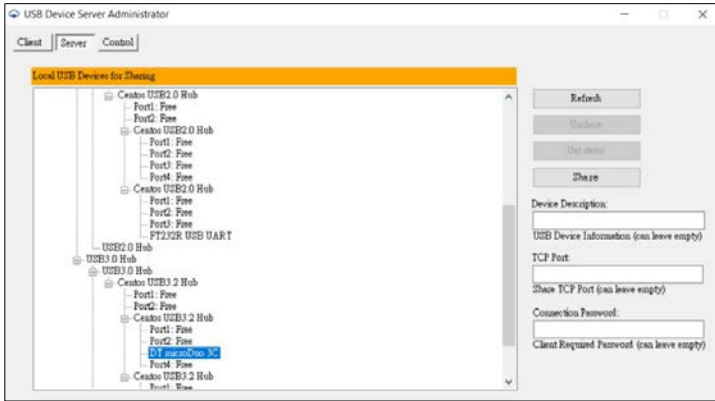 USB Device Server Administrator
Client Server Control
Local USB Devices for Sharing
Centos USB2.0 Hub
Port1: Free
Port2: Free
Centos USB2.0 Hub
Port1: Free
Port2: Free
Port3: Free
Port4: Free
Centos USB2.0 Hub
Port1: Free
Port2: Free
Port3: Free
FT232R USB UART
USB2.0 Hub
USB3.0 Hub
USB3.0 Hub
Centos USB3.2 Hub
Port1: Free
Port2: Free
Centos USB3.2 Hub
Port1: Free
Port2: Free
DT microDuo 3C
Port4: Free
Centos USB3.2 Hub
Port1: Free
Refresh
Unshare
Get status
Share
Device Description:
USB Device Information (can leave empty)
TCP Port:
Share TCP Port (can leave empty)
Connection Password:
Client Required Password (can leave empty)